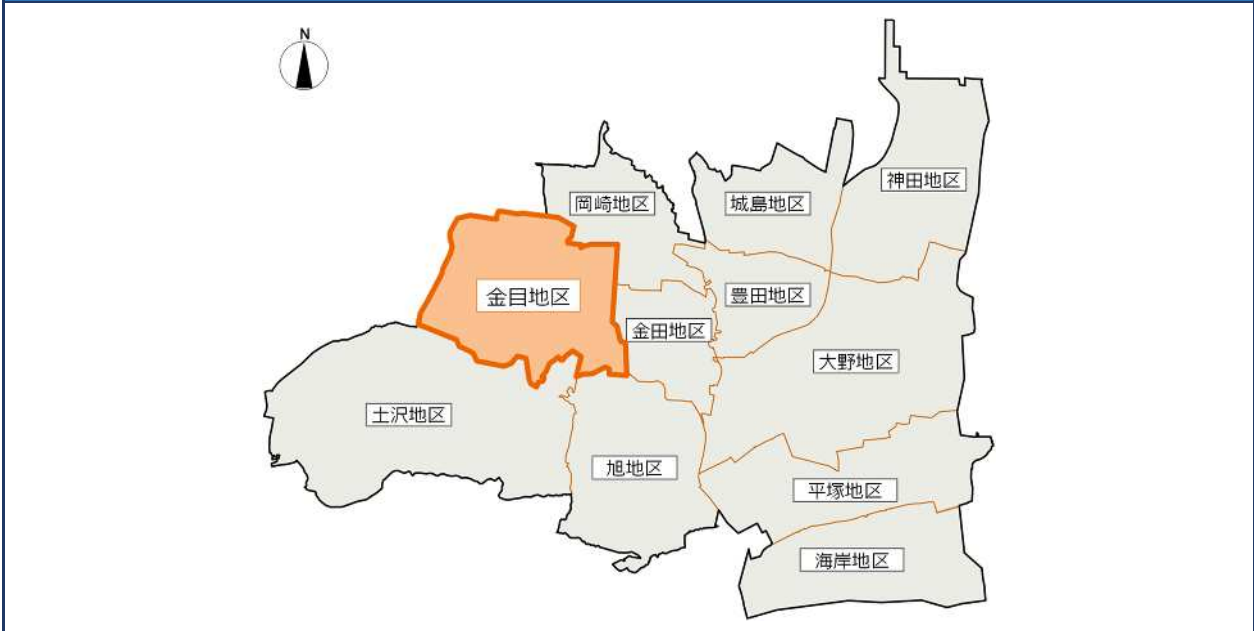 N
神田地区
岡崎地区
城島地区
金目地区
豊田地区
金田地区
大野地区
土沢地区
旭地区
平塚地区
海岸地区